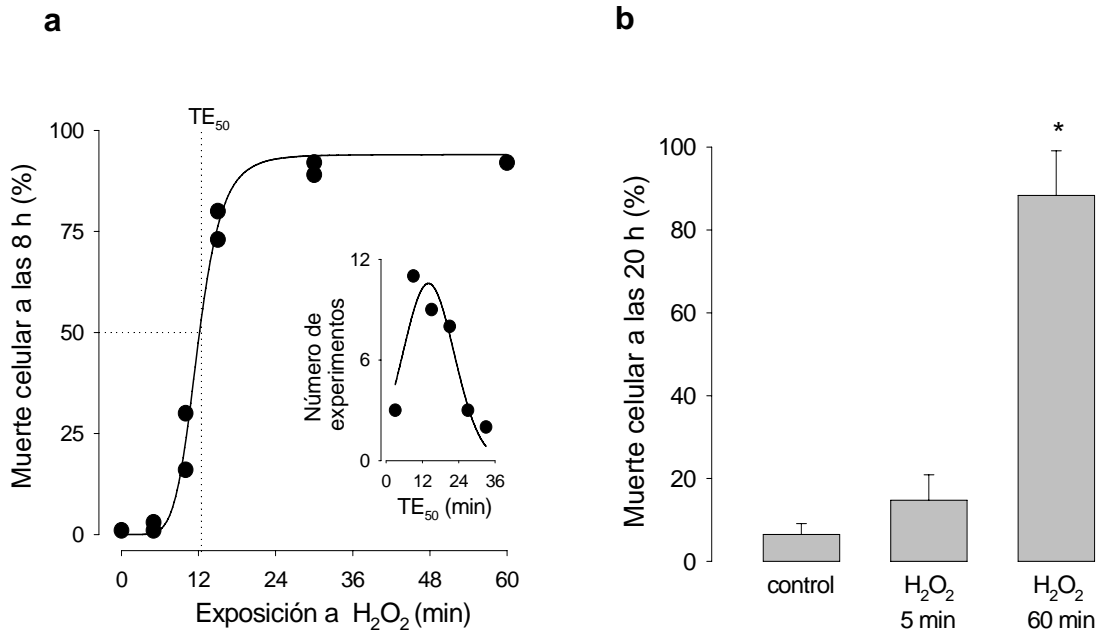 a
TE₅₀
100
75
50
25
0
Muerte celular a las 8 h (%)
0 12 24 36 48 60
Exposición a H₂O₂ (min)
12
6
0
Número de
experimentos
0 12 24 36
TE₅₀ (min)
b
*
100
80
60
40
20
0
Muerte celular a las 20 h (%)
control
H₂O₂
5 min
H₂O₂
60 min